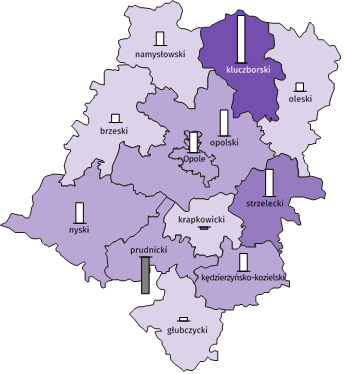 namysłowski
kluczborski
oleski
brzeski
opolski
Opole
strzelecki
nyski
krapkowicki
prudnicki
kędzierzyńsko-kozielski
głubczycki